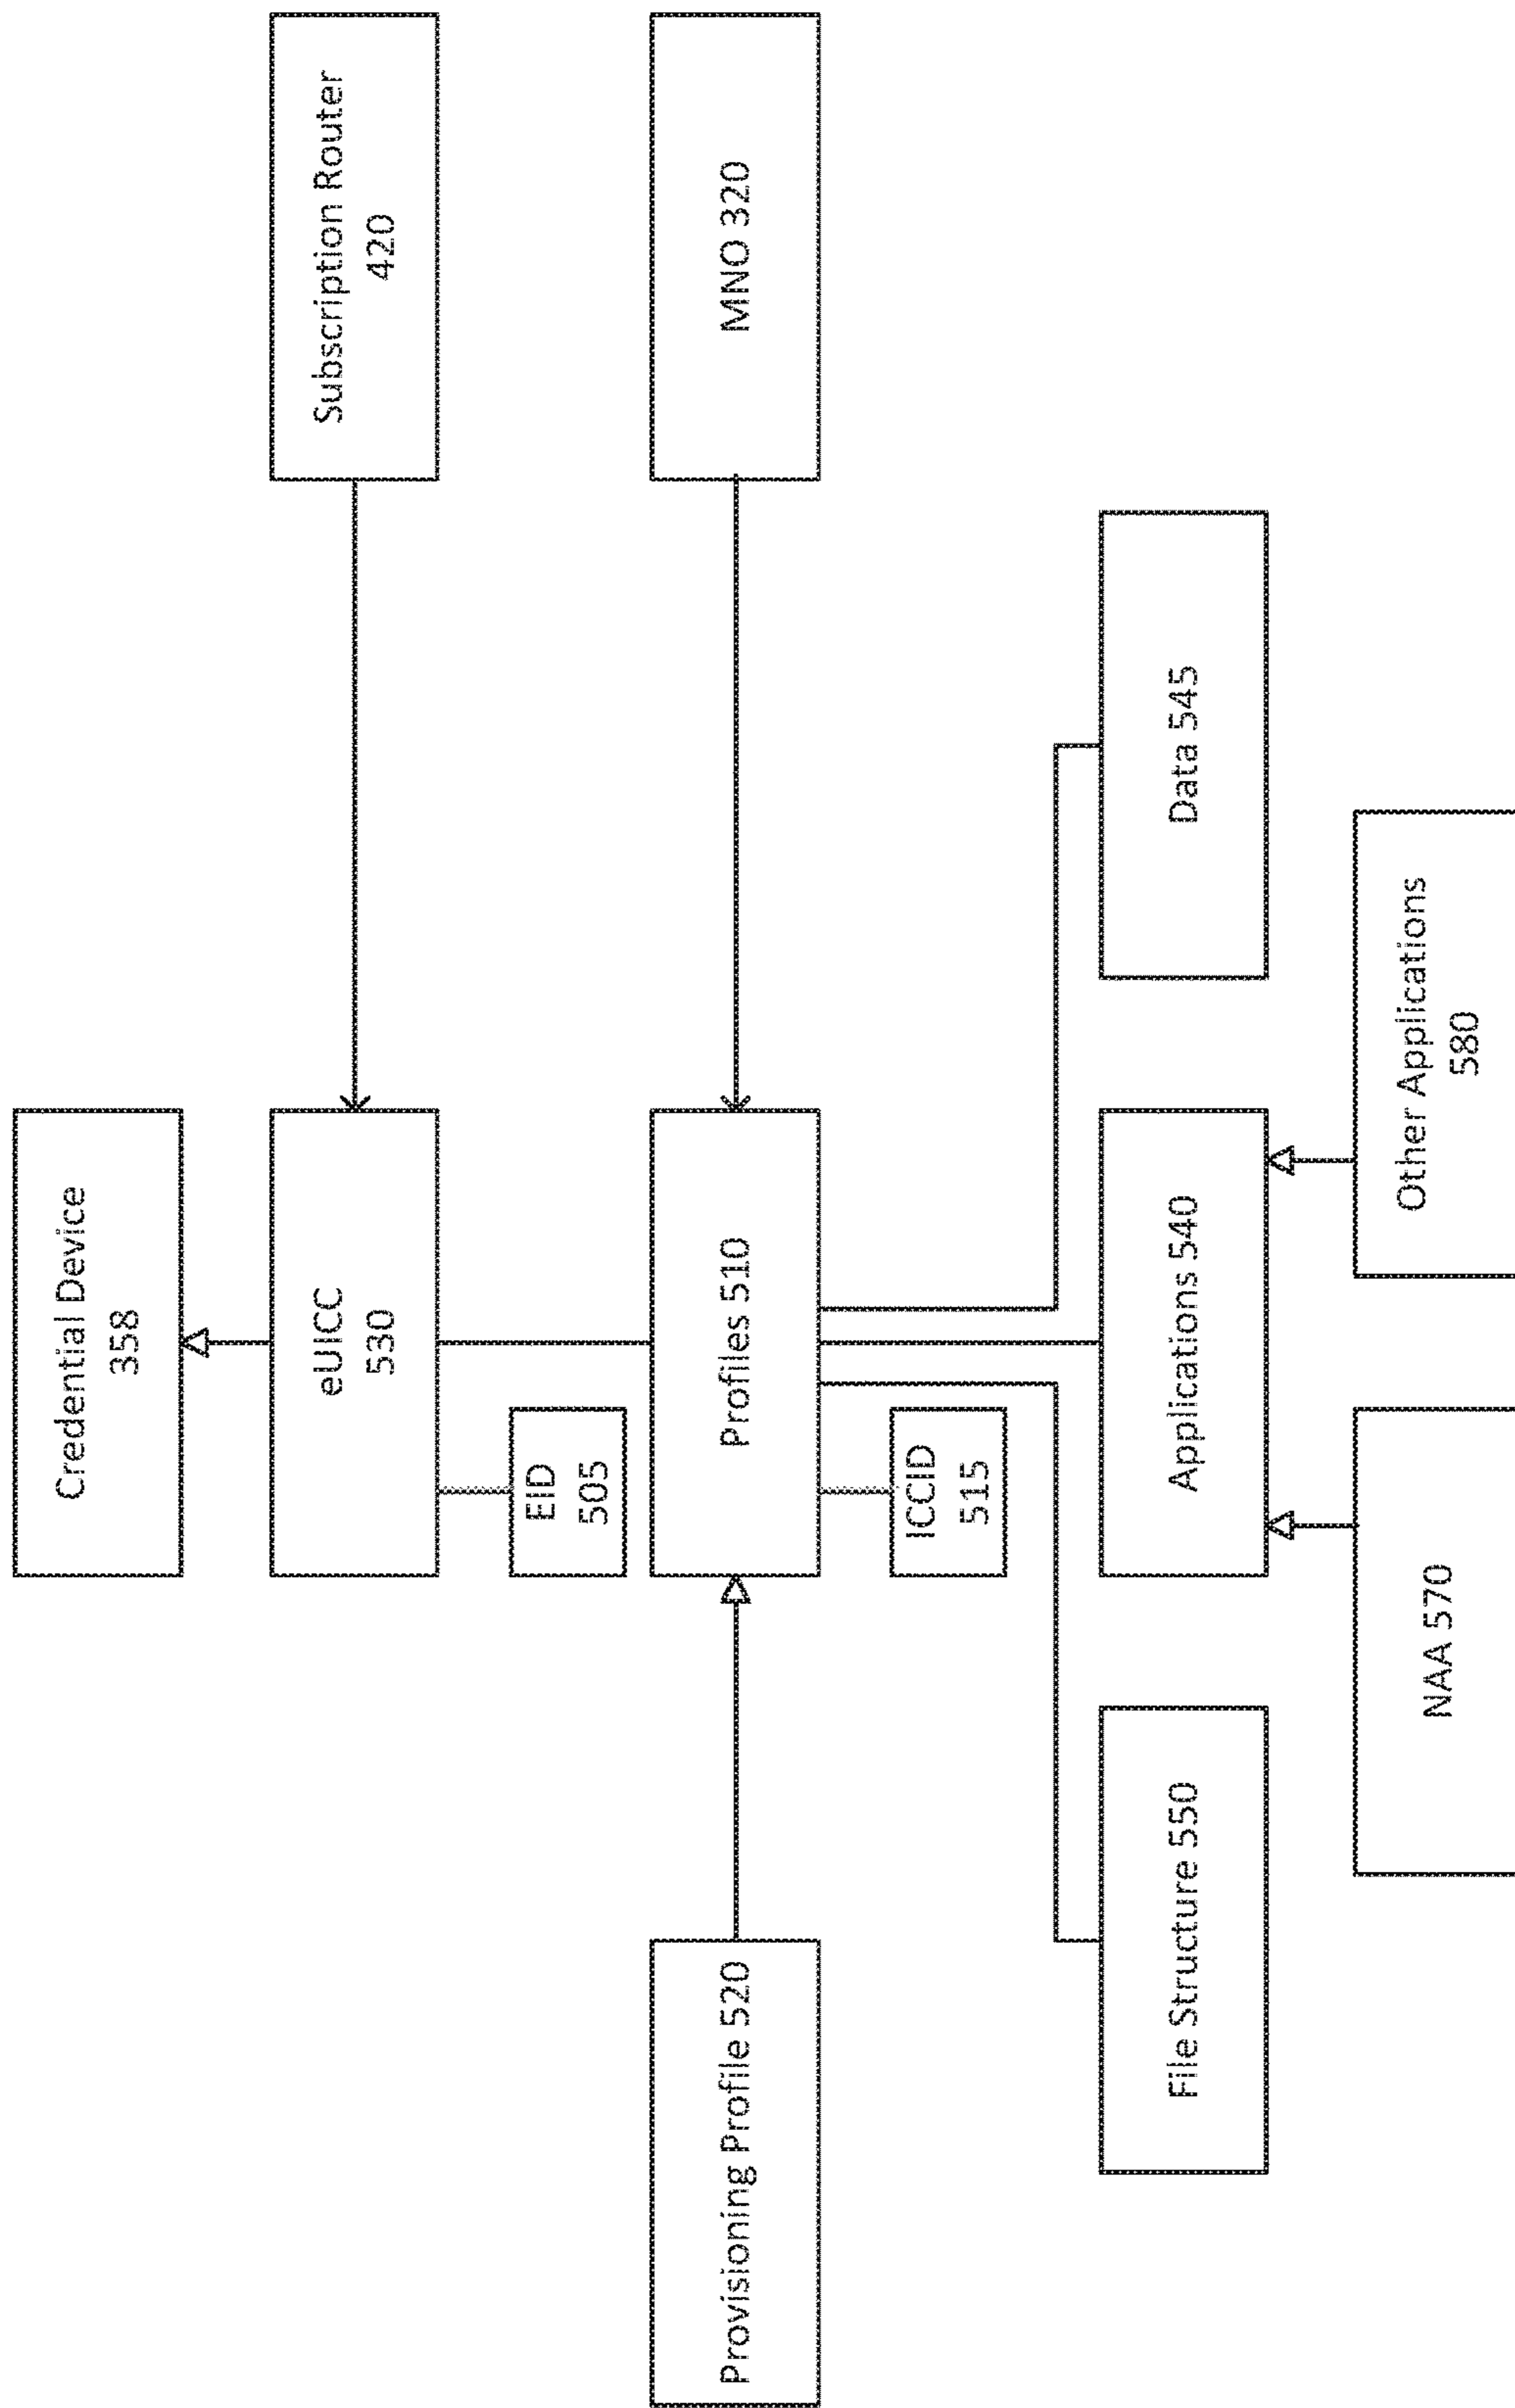 Credential Device
358
eUICC
530
Subscription Router
420
EID
505
Provisioning Profile 520
Profiles 510
MNO 320
ICCID
515
File Structure 550
Applications 540
Data 545
NAA 570
Other Applications
580